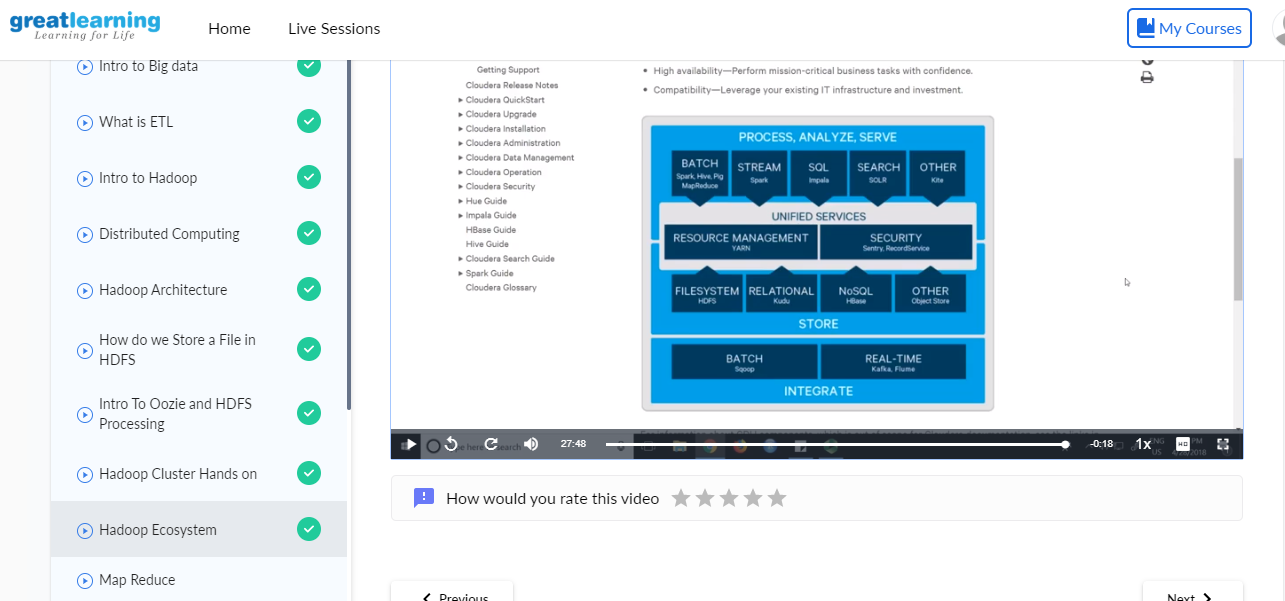 greatlearning
Learning for Life
Home
Live Sessions
My Courses
Intro to Big data
What is ETL
Intro to Hadoop
Distributed Computing
Hadoop Architecture
How do we Store a File in
HDFS
Intro To Oozie and HDFS
Processing
Hadoop Cluster Hands on
Hadoop Ecosystem
Map Reduce
Getting Support
Cloudera Release Notes
Cloudera QuickStart
Cloudera Upgrade
Cloudera Installation
Cloudera Administration
Cloudera Data Management
Cloudera Operation
Cloudera Security
Hue Guide
Impala Guide
HBase Guide
Hive Guide
Cloudera Search Guide
Spark Guide
Cloudera Glossary
• High availability—Perform mission-critical business tasks with confidence.
• Compatibility—Leverage your existing IT infrastructure and investment.
PROCESS, ANALYZE, SERVE
BATCH
Spark, Hive, Pig
MapReduce
STREAM
Spark
SQL
Impala
SEARCH
SOLR
OTHER
Kite
UNIFIED SERVICES
RESOURCE MANAGEMENT
YARN
SECURITY
Sentry, RecordService
FILESYSTEM
HDFS
RELATIONAL
Kudu
NoSQL
HBase
OTHER
Object Store
STORE
BATCH
Sqoop
REAL-TIME
Kafka, Flume
INTEGRATE
here search
27:48
-0:18
1x
HD
ENG
US
PM
How would you rate this video
Previous
Next